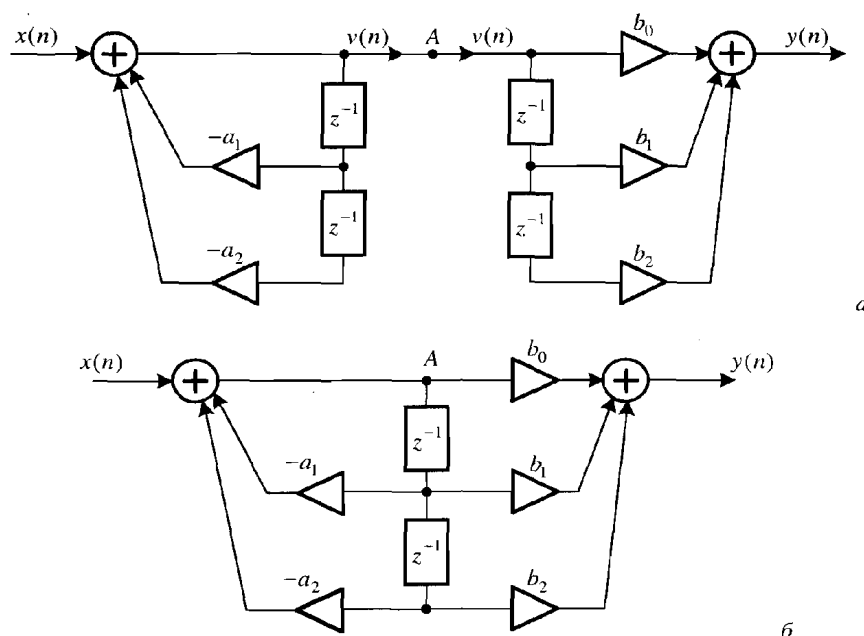 x(n) + v(n) A v(n) b₀ + y(n)
z⁻¹ z⁻¹
−a₁ b₁
z⁻¹ z⁻¹
−a₂ b₂
а
x(n) + A b₀ + y(n)
z⁻¹
−a₁ b₁
z⁻¹
−a₂ b₂
б